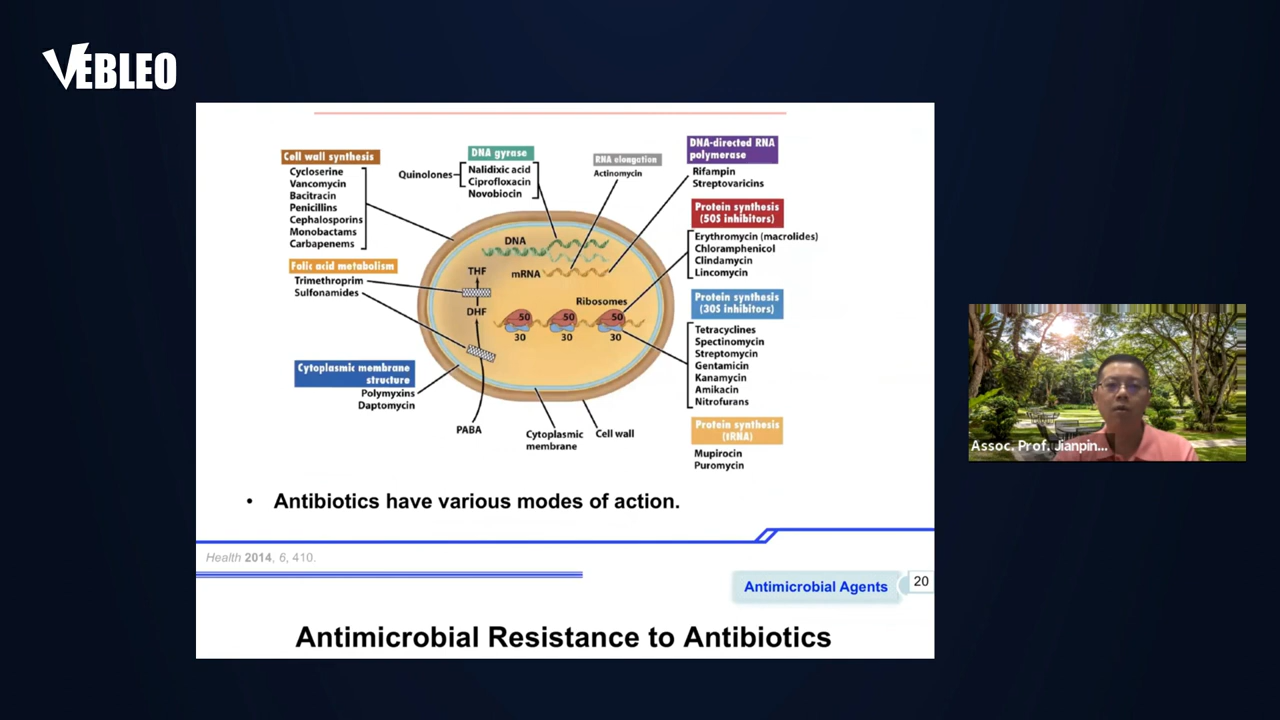 VEBLEO
Cell wall synthesis
Cycloserine
Vancomycin
Bacitracin
Penicillins
Cephalosporins
Monobactams
Carbapenems
DNA gyrase
Quinolones
Nalidixic acid
Ciprofloxacin
Novobiocin
RNA elongation
Actinomycin
DNA-directed RNA
polymerase
Rifampin
Streptovaricins
Protein synthesis
(50S inhibitors)
Erythromycin (macrolides)
Chloramphenicol
Clindamycin
Lincomycin
Folic acid metabolism
Trimethoprim
Sulfonamides
DNA
THF
mRNA
DHF
Ribosomes
50
50
50
30
30
30
Protein synthesis
(30S inhibitors)
Tetracyclines
Spectinomycin
Streptomycin
Gentamicin
Kanamycin
Amikacin
Nitrofurans
Cytoplasmic membrane
structure
Polymyxins
Daptomycin
PABA
Cytoplasmic
membrane
Cell wall
Protein synthesis
(tRNA)
Mupirocin
Puromycin
• Antibiotics have various modes of action.
Health 2014, 6, 410.
Antimicrobial Agents
20
Antimicrobial Resistance to Antibiotics
Assoc. Prof. Jianpin...